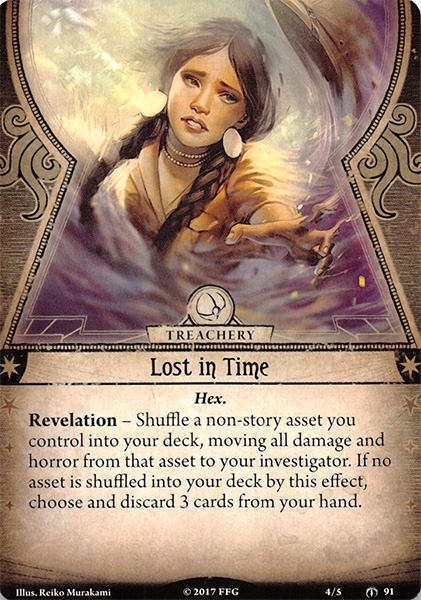 TREACHERY
Lost in Time
Hex.
Revelation – Shuffle a non-story asset you
control into your deck, moving all damage and
horror from that asset to your investigator. If no
asset is shuffled into your deck by this effect,
choose and discard 3 cards from your hand.
Illus. Reiko Murakami © 2017 FFG 4/5 91